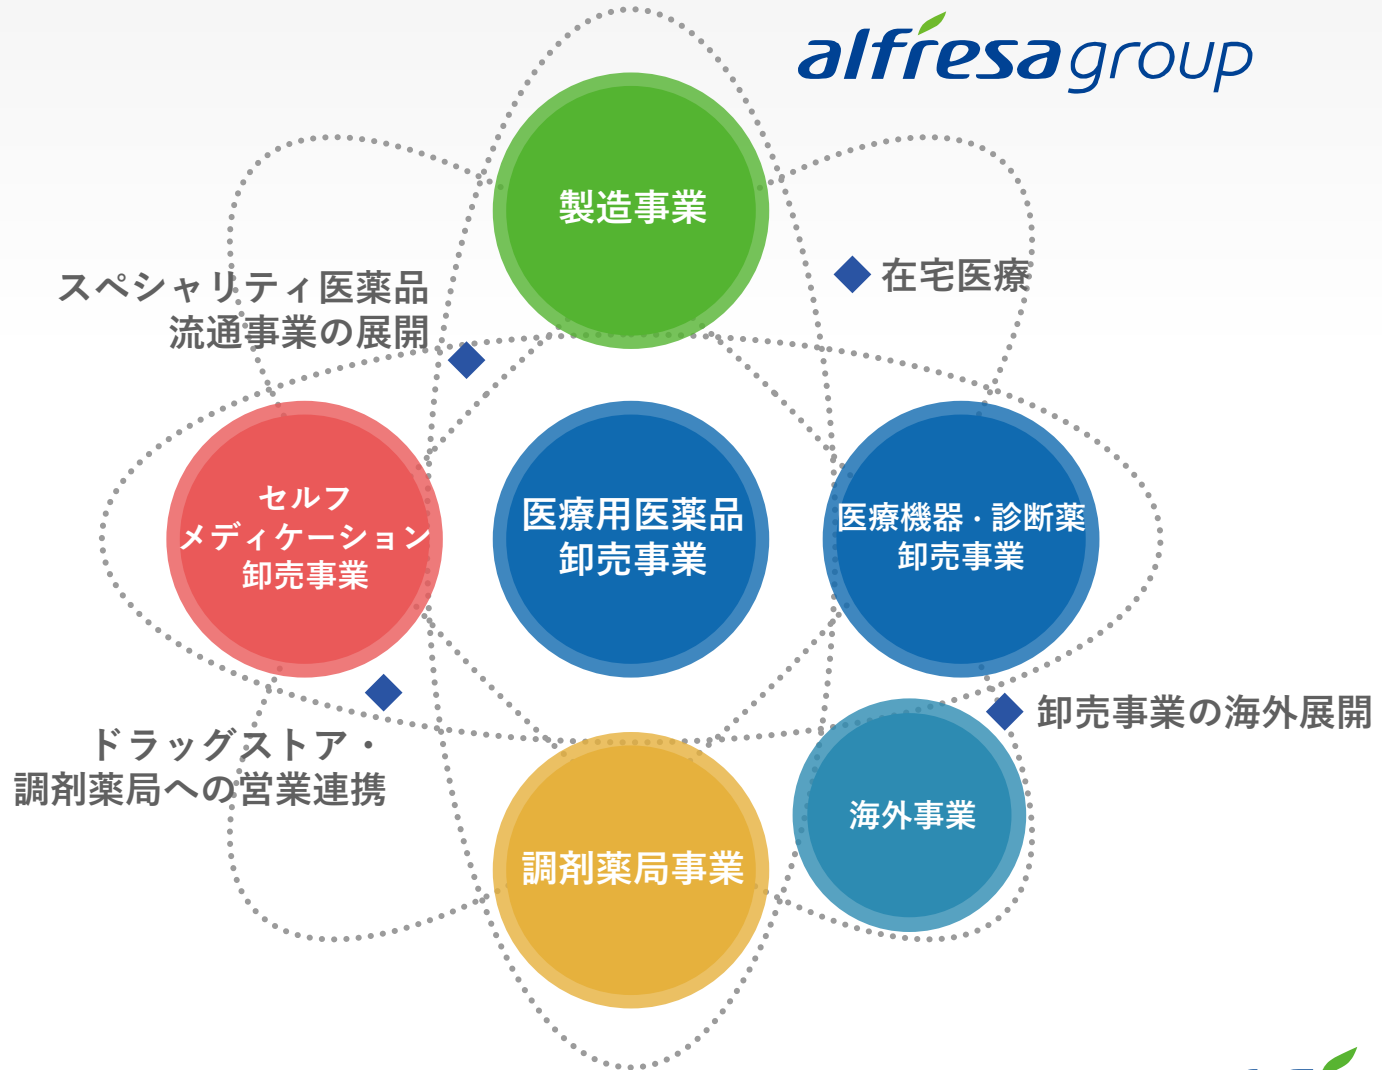 alfresa group
製造事業
スペシャリティ医薬品
流通事業の展開
在宅医療
セルフ
メディケーション
卸売事業
医療用医薬品
卸売事業
医療機器・診断薬
卸売事業
ドラッグストア・
調剤薬局への営業連携
卸売事業の海外展開
海外事業
調剤薬局事業